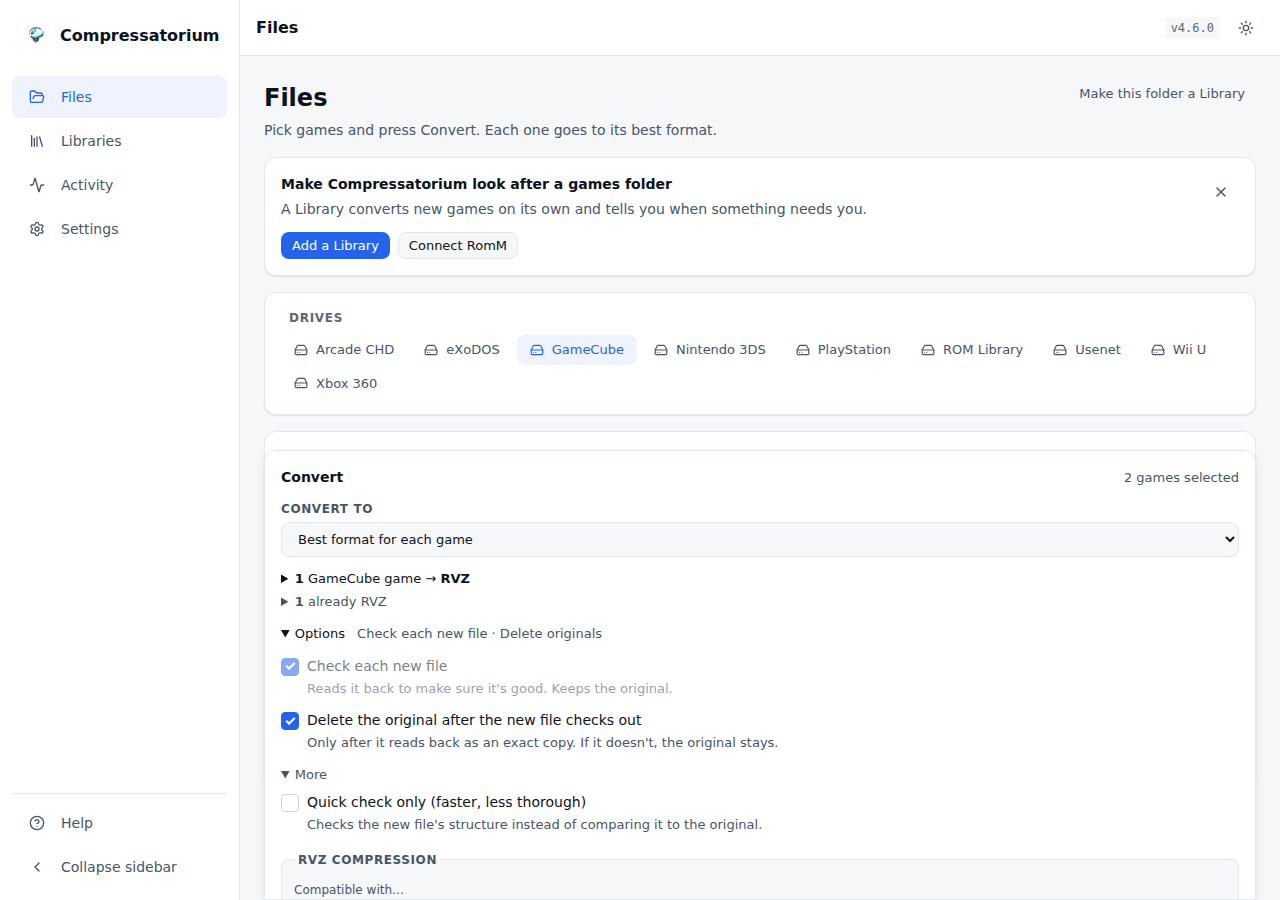 Compressatorium
Files
v4.6.0
Files
Libraries
Activity
Settings
Help
Collapse sidebar
Files
Make this folder a Library
Pick games and press Convert. Each one goes to its best format.
Make Compressatorium look after a games folder
A Library converts new games on its own and tells you when something needs you.
Add a Library
Connect RomM
DRIVES
Arcade CHD
eXoDOS
GameCube
Nintendo 3DS
PlayStation
ROM Library
Usenet
Wii U
Xbox 360
Convert
2 games selected
CONVERT TO
Best format for each game
1 GameCube game → RVZ
1 already RVZ
Options Check each new file · Delete originals
Check each new file
Reads it back to make sure it's good. Keeps the original.
Delete the original after the new file checks out
Only after it reads back as an exact copy. If it doesn't, the original stays.
More
Quick check only (faster, less thorough)
Checks the new file's structure instead of comparing it to the original.
RVZ COMPRESSION
Compatible with…